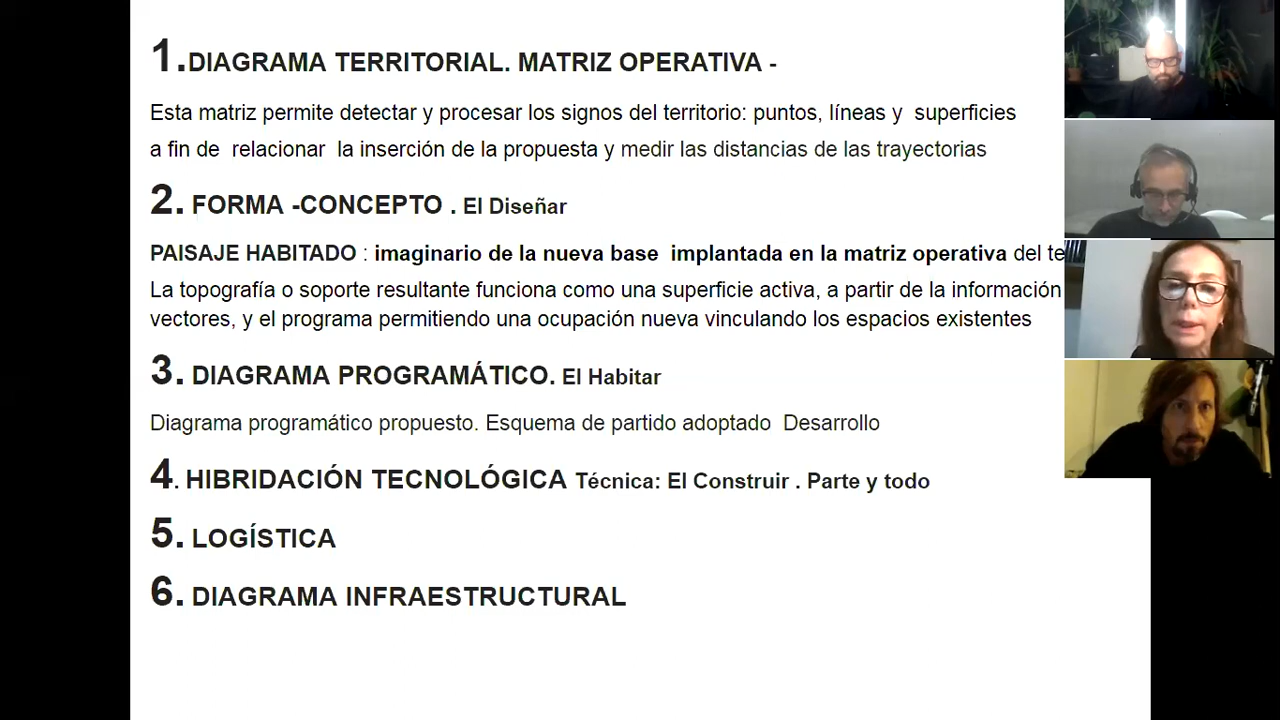 1.DIAGRAMA TERRITORIAL. MATRIZ OPERATIVA -
Esta matriz permite detectar y procesar los signos del territorio: puntos, líneas y superficies
a fin de relacionar la inserción de la propuesta y medir las distancias de las trayectorias
2. FORMA -CONCEPTO . El Diseñar
PAISAJE HABITADO : imaginario de la nueva base implantada en la matriz operativa del te
La topografía o soporte resultante funciona como una superficie activa, a partir de la información
vectores, y el programa permitiendo una ocupación nueva vinculando los espacios existentes
3. DIAGRAMA PROGRAMÁTICO. El Habitar
Diagrama programático propuesto. Esquema de partido adoptado Desarrollo
4. HIBRIDACIÓN TECNOLÓGICA Técnica: El Construir . Parte y todo
5. LOGÍSTICA
6. DIAGRAMA INFRAESTRUCTURAL